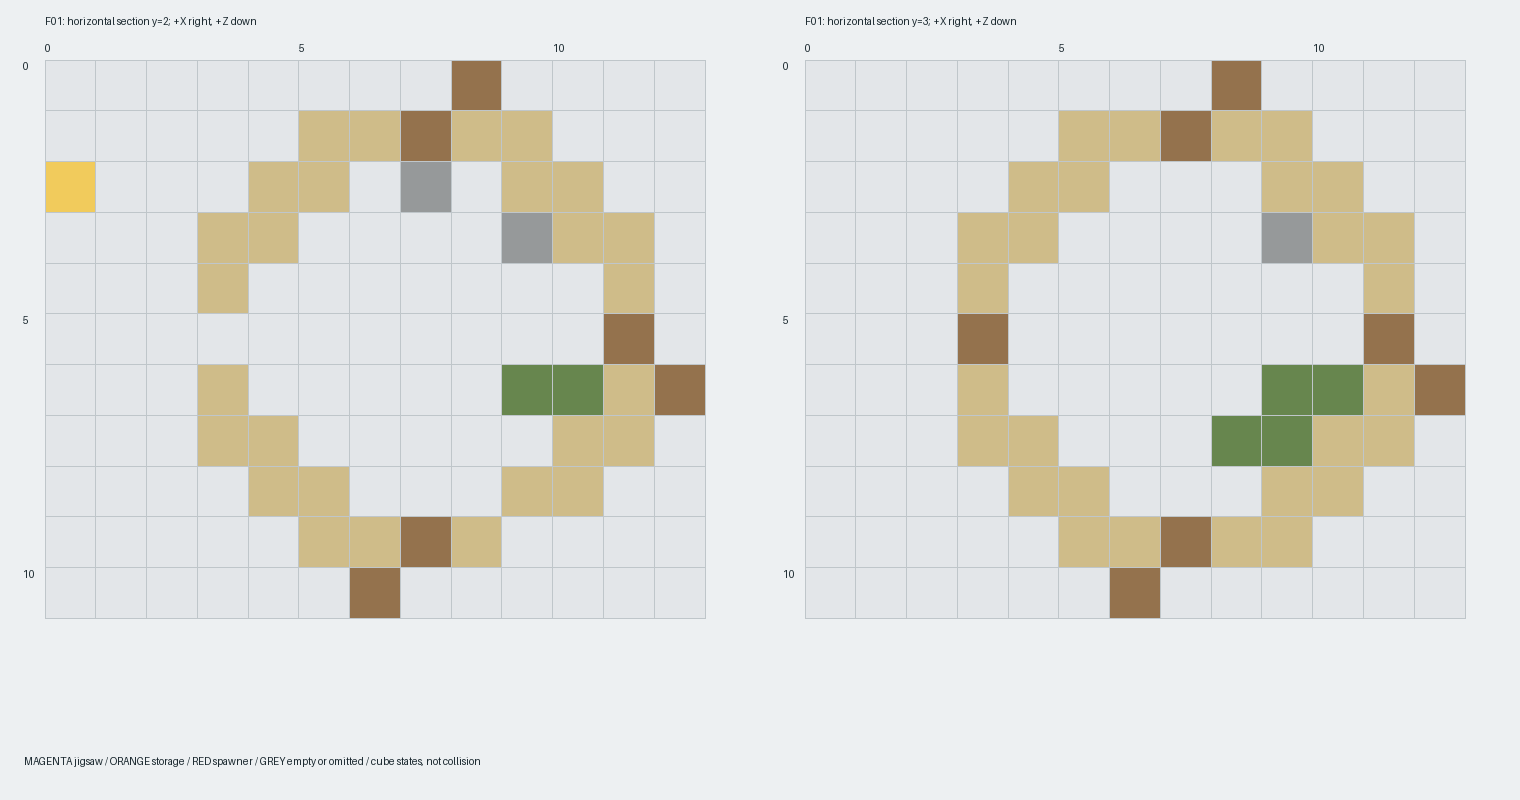 F01: horizontal section y=2; +X right, +Z down
F01: horizontal section y=3; +X right, +Z down
0 5 10
0 5 10
0
0
5
5
10
10
MAGENTA jigsaw / ORANGE storage / RED spawner / GREY empty or omitted / cube states, not collision